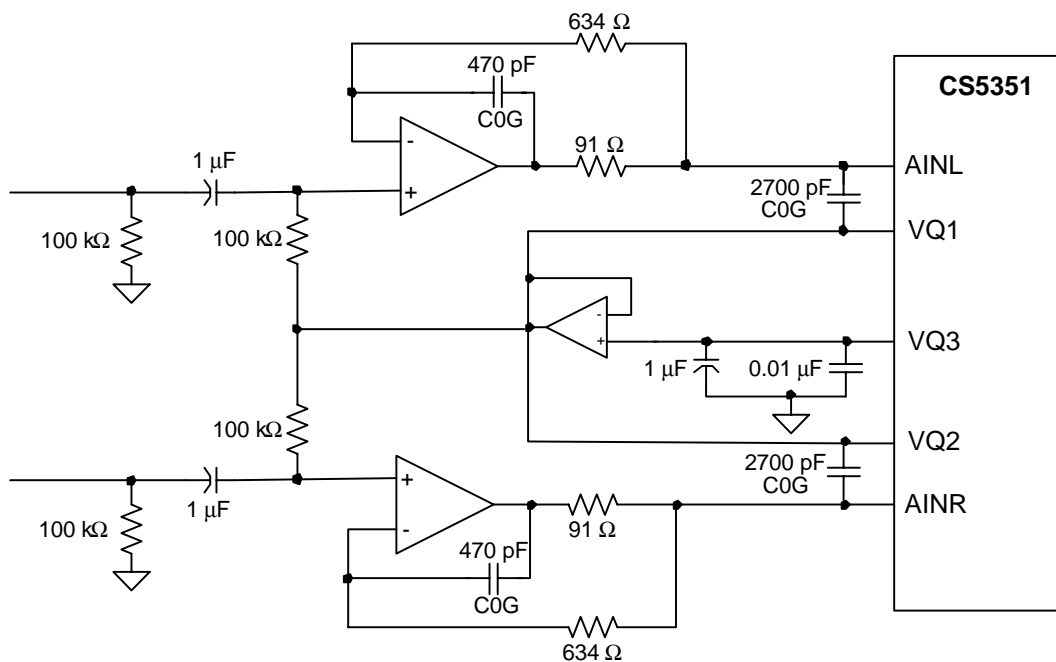 634 Ω
470 pF
C0G
CS5351
91 Ω
AINL
1 µF
+
-
2700 pF
C0G
100 kΩ
100 kΩ
VQ1
-
+
VQ3
1 µF
0.01 µF
100 kΩ
VQ2
2700 pF
C0G
+
-
AINR
1 µF
100 kΩ
91 Ω
470 pF
C0G
634 Ω